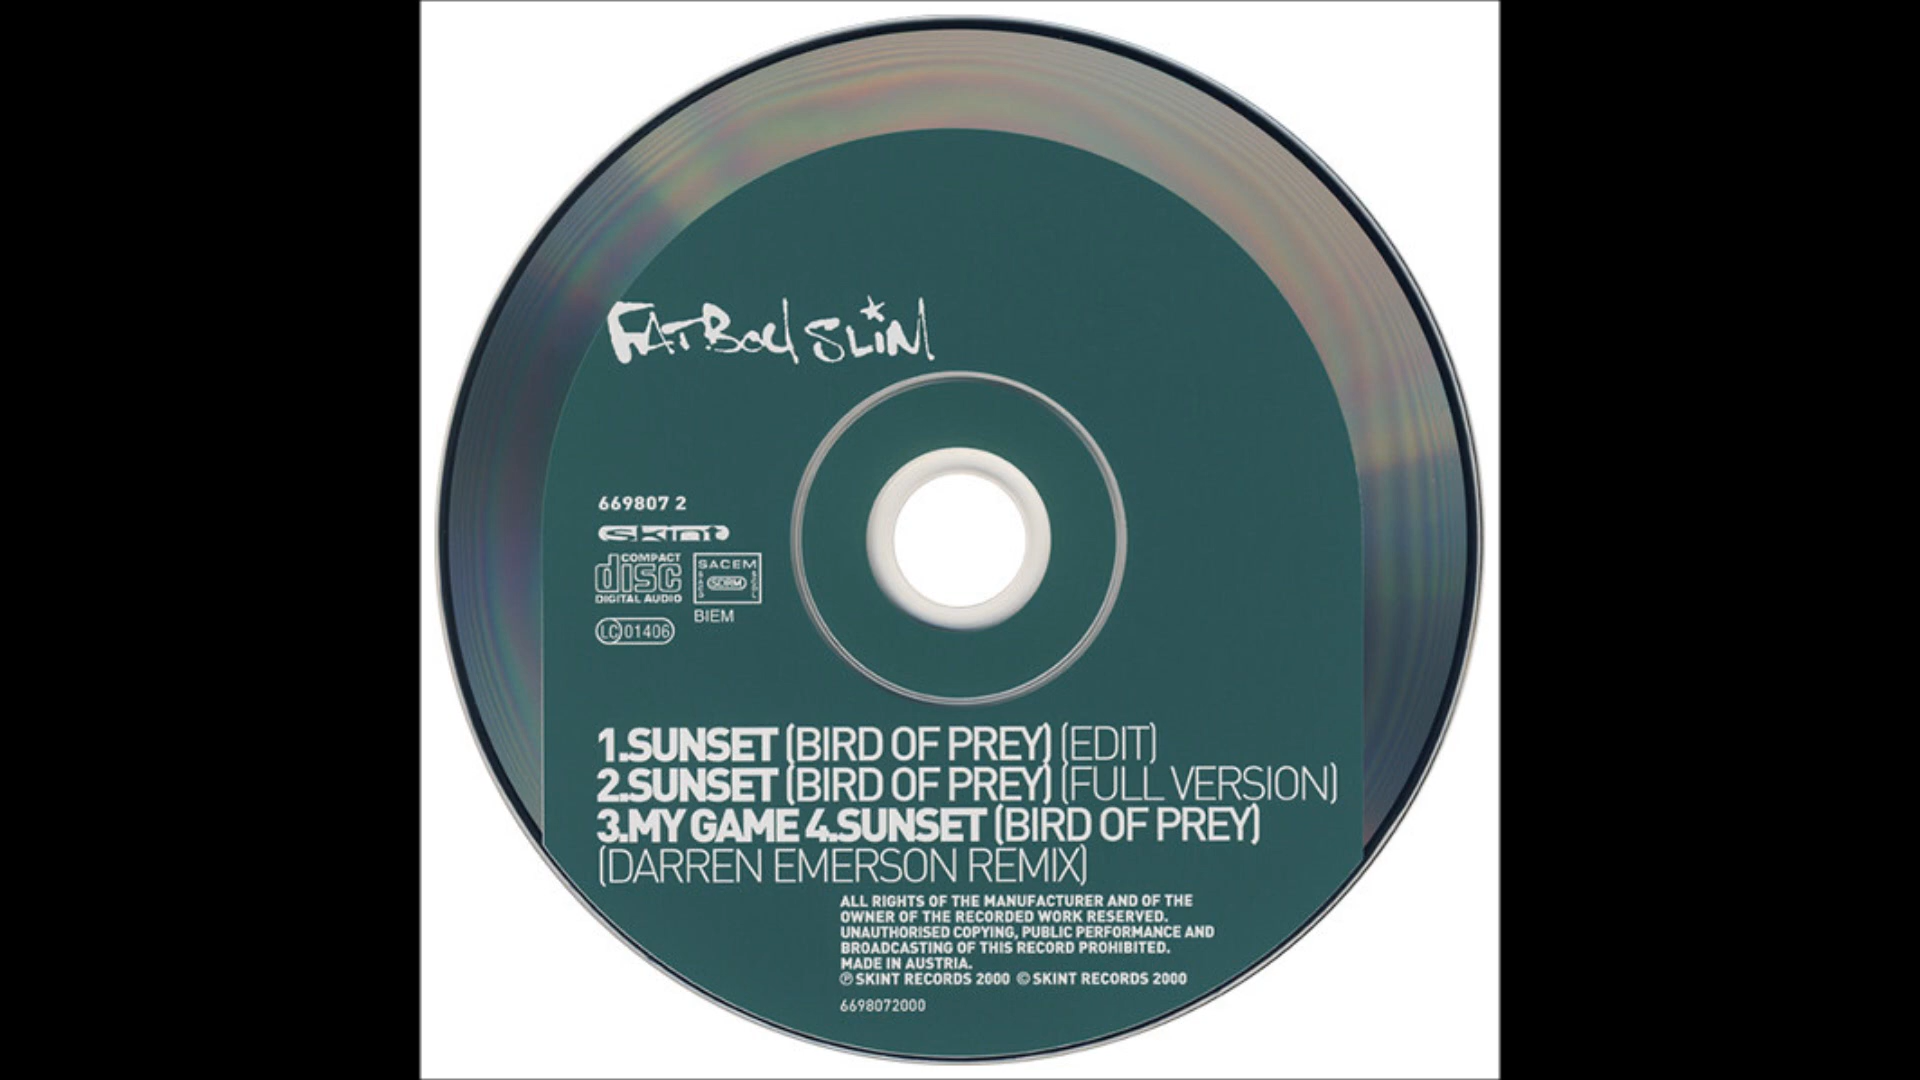 FATBOY SLIM
669807 2
skint
COMPACT
disc
DIGITAL AUDIO
SACEM
SDRM
BIEM
LC 01406
1.SUNSET (BIRD OF PREY) (EDIT)
2.SUNSET (BIRD OF PREY) (FULL VERSION)
3.MY GAME 4.SUNSET (BIRD OF PREY)
(DARREN EMERSON REMIX)
ALL RIGHTS OF THE MANUFACTURER AND OF THE
OWNER OF THE RECORDED WORK RESERVED.
UNAUTHORISED COPYING, PUBLIC PERFORMANCE AND
BROADCASTING OF THIS RECORD PROHIBITED.
MADE IN AUSTRIA.
℗ SKINT RECORDS 2000 © SKINT RECORDS 2000
6698072000